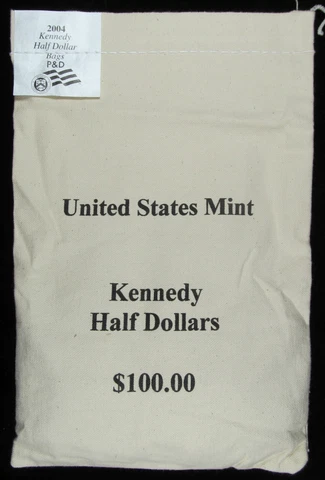 2004
Kennedy
Half Dollar
Bags
P&D
United States Mint
Kennedy
Half Dollars
$100.00